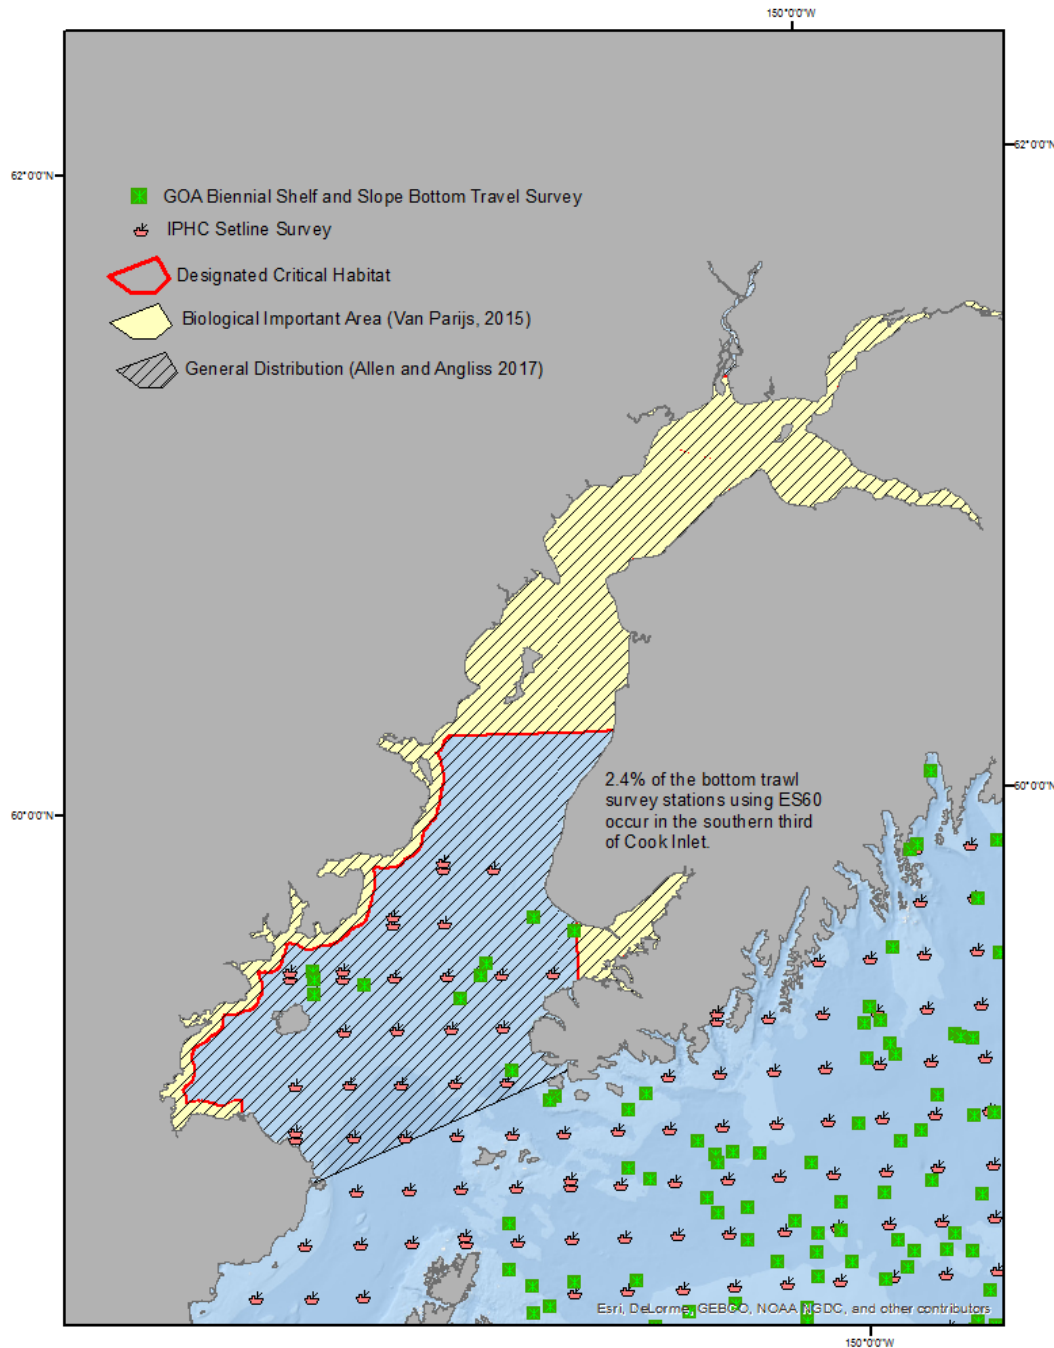 150°0'0"W
62°0'0"N
62°0'0"N
GOA Biennial Shelf and Slope Bottom Travel Survey
IPHC Setline Survey
Designated Critical Habitat
Biological Important Area (Van Parijs, 2015)
General Distribution (Allen and Angliss 2017)
2.4% of the bottom trawl
survey stations using ES60
occur in the southern third
of Cook Inlet.
60°0'0"N
60°0'0"N
Esri, DeLorme, GEBCO, NOAA NGDC, and other contributors
150°0'0"W